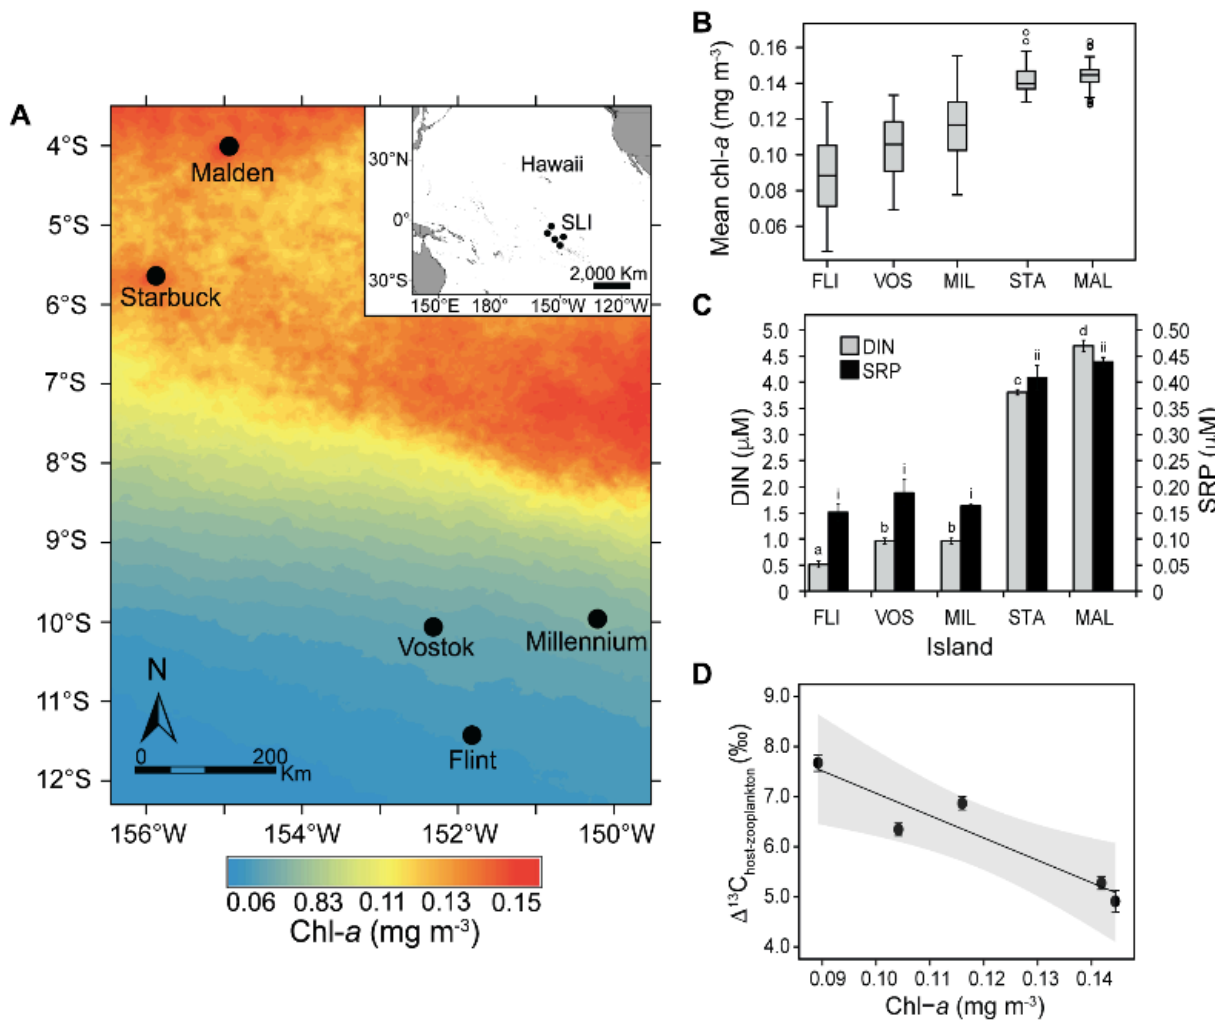 A
4°S
5°S
6°S
7°S
8°S
9°S
10°S
11°S
12°S
Malden
Starbuck
Vostok
Millennium
Flint
N
0 200
Km
156°W 154°W 152°W 150°W
30°N
0°
30°S
Hawaii
SLI
2,000 Km
150°E 180° 150°W 120°W
0.06 0.83 0.11 0.13 0.15
Chl-a (mg m-3)
B
Mean chl-a (mg m-3)
0.16
0.14
0.12
0.10
0.08
0.06
FLI VOS MIL STA MAL
C
DIN (μM)
5.0
4.5
4.0
3.5
3.0
2.5
2.0
1.5
1.0
0.5
0
DIN
SRP
a i b i b i c ii d ii
0.50
0.45
0.40
0.35
0.30
0.25
0.20
0.15
0.10
0.05
0
SRP (μM)
FLI VOS MIL STA MAL
Island
D
Δ13Chost-zooplankton (‰)
9.0
8.0
7.0
6.0
5.0
4.0
0.09 0.10 0.11 0.12 0.13 0.14
Chl−a (mg m-3)